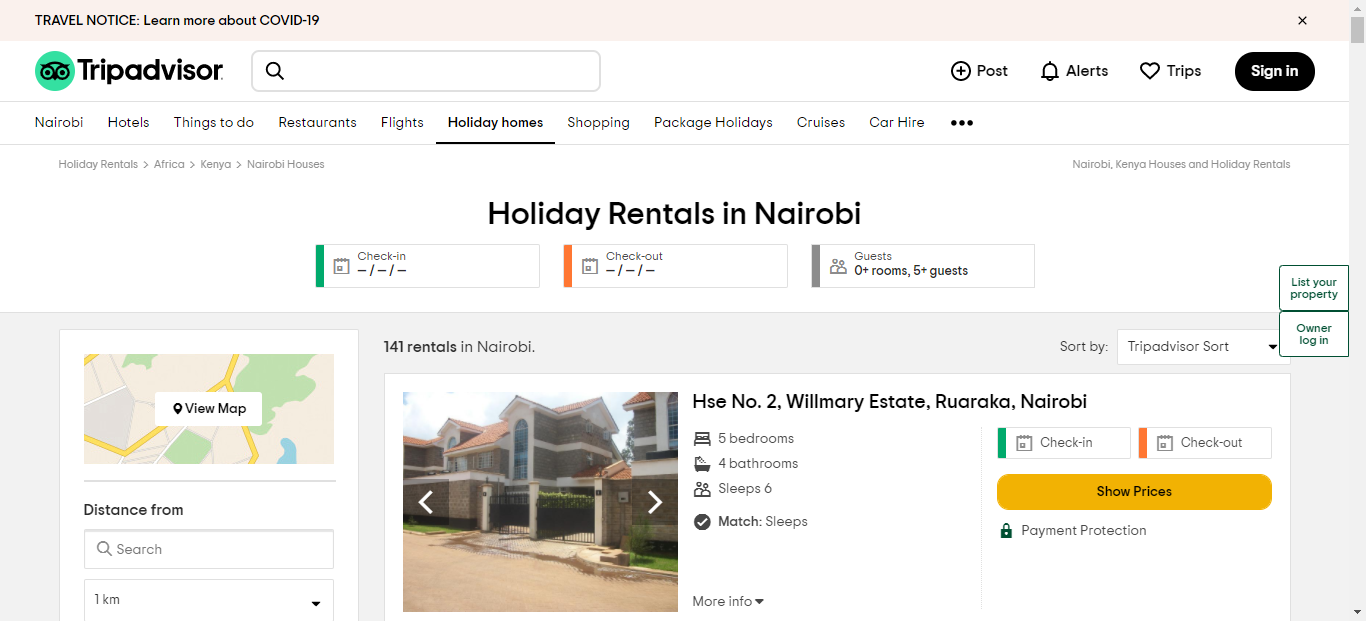 TRAVEL NOTICE: Learn more about COVID-19
Tripadvisor
Post
Alerts
Trips
Sign in
Nairobi
Hotels
Things to do
Restaurants
Flights
Holiday homes
Shopping
Package Holidays
Cruises
Car Hire
Holiday Rentals > Africa > Kenya > Nairobi Houses
Nairobi, Kenya Houses and Holiday Rentals
Holiday Rentals in Nairobi
Check-in
– / – / –
Check-out
– / – / –
Guests
0+ rooms, 5+ guests
List your
property
Owner
log in
View Map
Distance from
Search
1 km
141 rentals in Nairobi.
Sort by:
Tripadvisor Sort
Hse No. 2, Willmary Estate, Ruaraka, Nairobi
5 bedrooms
4 bathrooms
Sleeps 6
Match: Sleeps
More info
Check-in
Check-out
Show Prices
Payment Protection